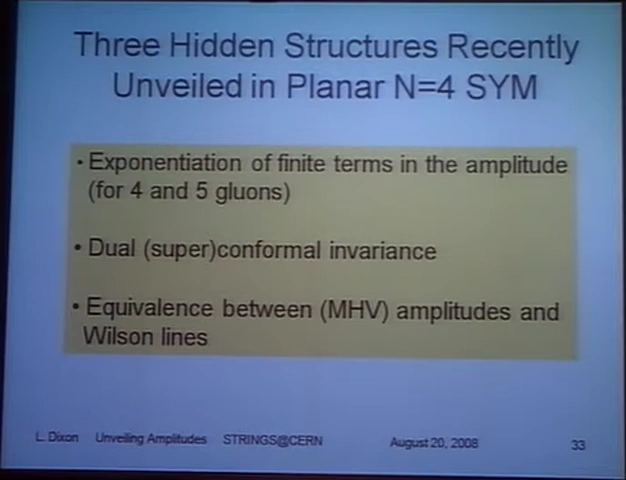 Three Hidden Structures Recently
Unveiled in Planar N=4 SYM
• Exponentiation of finite terms in the amplitude
(for 4 and 5 gluons)
• Dual (super)conformal invariance
• Equivalence between (MHV) amplitudes and
Wilson lines
L. Dixon Unveiling Amplitudes STRINGS@CERN August 20, 2008 33